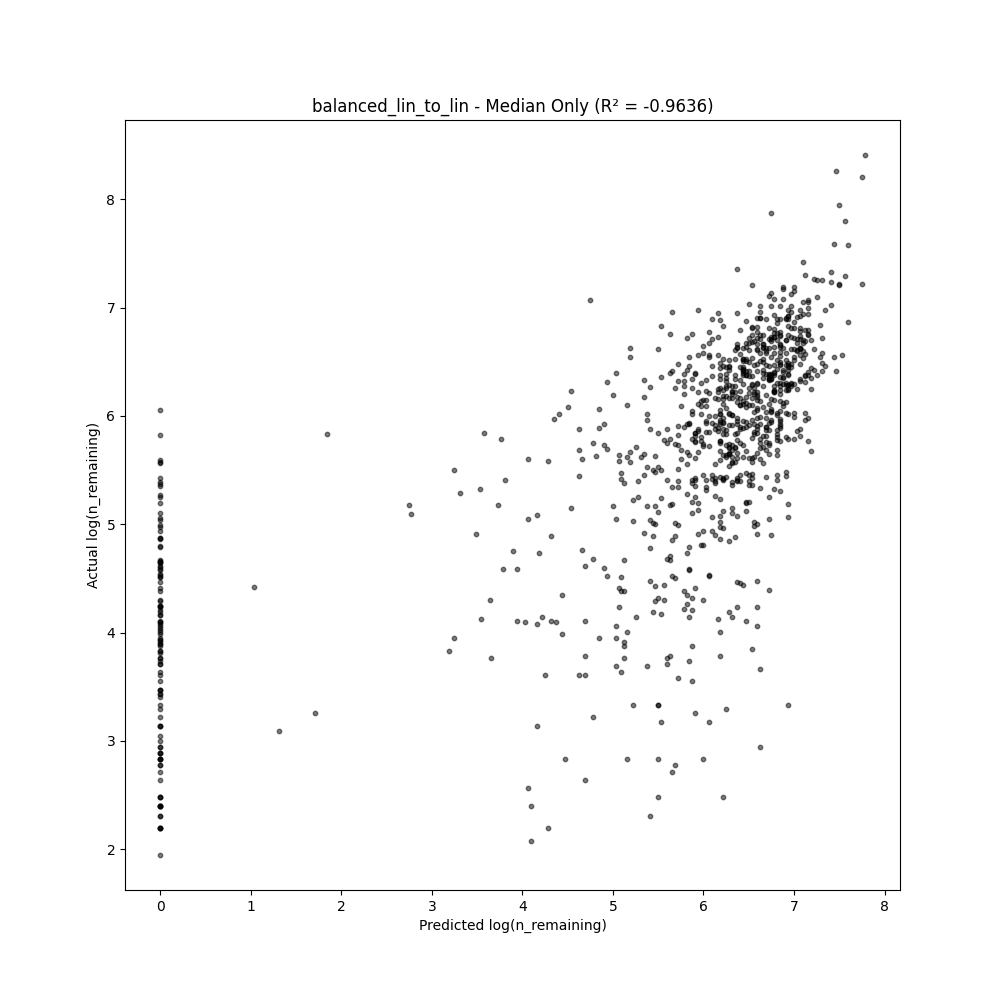 balanced_lin_to_lin - Median Only (R² = -0.9636)
Actual log(n_remaining)
8
7
6
5
4
3
2
0 1 2 3 4 5 6 7 8
Predicted log(n_remaining)